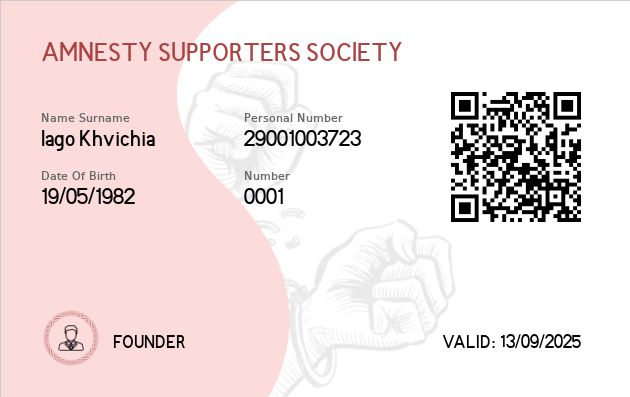 AMNESTY SUPPORTERS SOCIETY
Name Surname
Iago Khvichia
Personal Number
29001003723
Date Of Birth
19/05/1982
Number
0001
FOUNDER
VALID: 13/09/2025